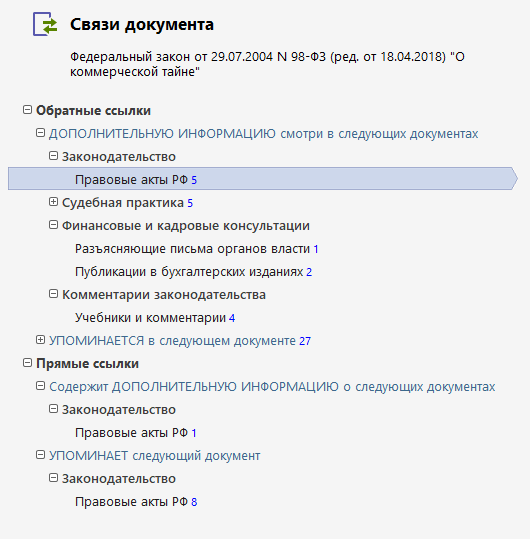 Связи документа
Федеральный закон от 29.07.2004 N 98-ФЗ (ред. от 18.04.2018) "О
коммерческой тайне"
Обратные ссылки
ДОПОЛНИТЕЛЬНУЮ ИНФОРМАЦИЮ смотри в следующих документах
Законодательство
Правовые акты РФ 5
Судебная практика 5
Финансовые и кадровые консультации
Разъясняющие письма органов власти 1
Публикации в бухгалтерских изданиях 2
Комментарии законодательства
Учебники и комментарии 4
УПОМИНАЕТСЯ в следующем документе 27
Прямые ссылки
Содержит ДОПОЛНИТЕЛЬНУЮ ИНФОРМАЦИЮ о следующих документах
Законодательство
Правовые акты РФ 1
УПОМИНАЕТ следующий документ
Законодательство
Правовые акты РФ 8